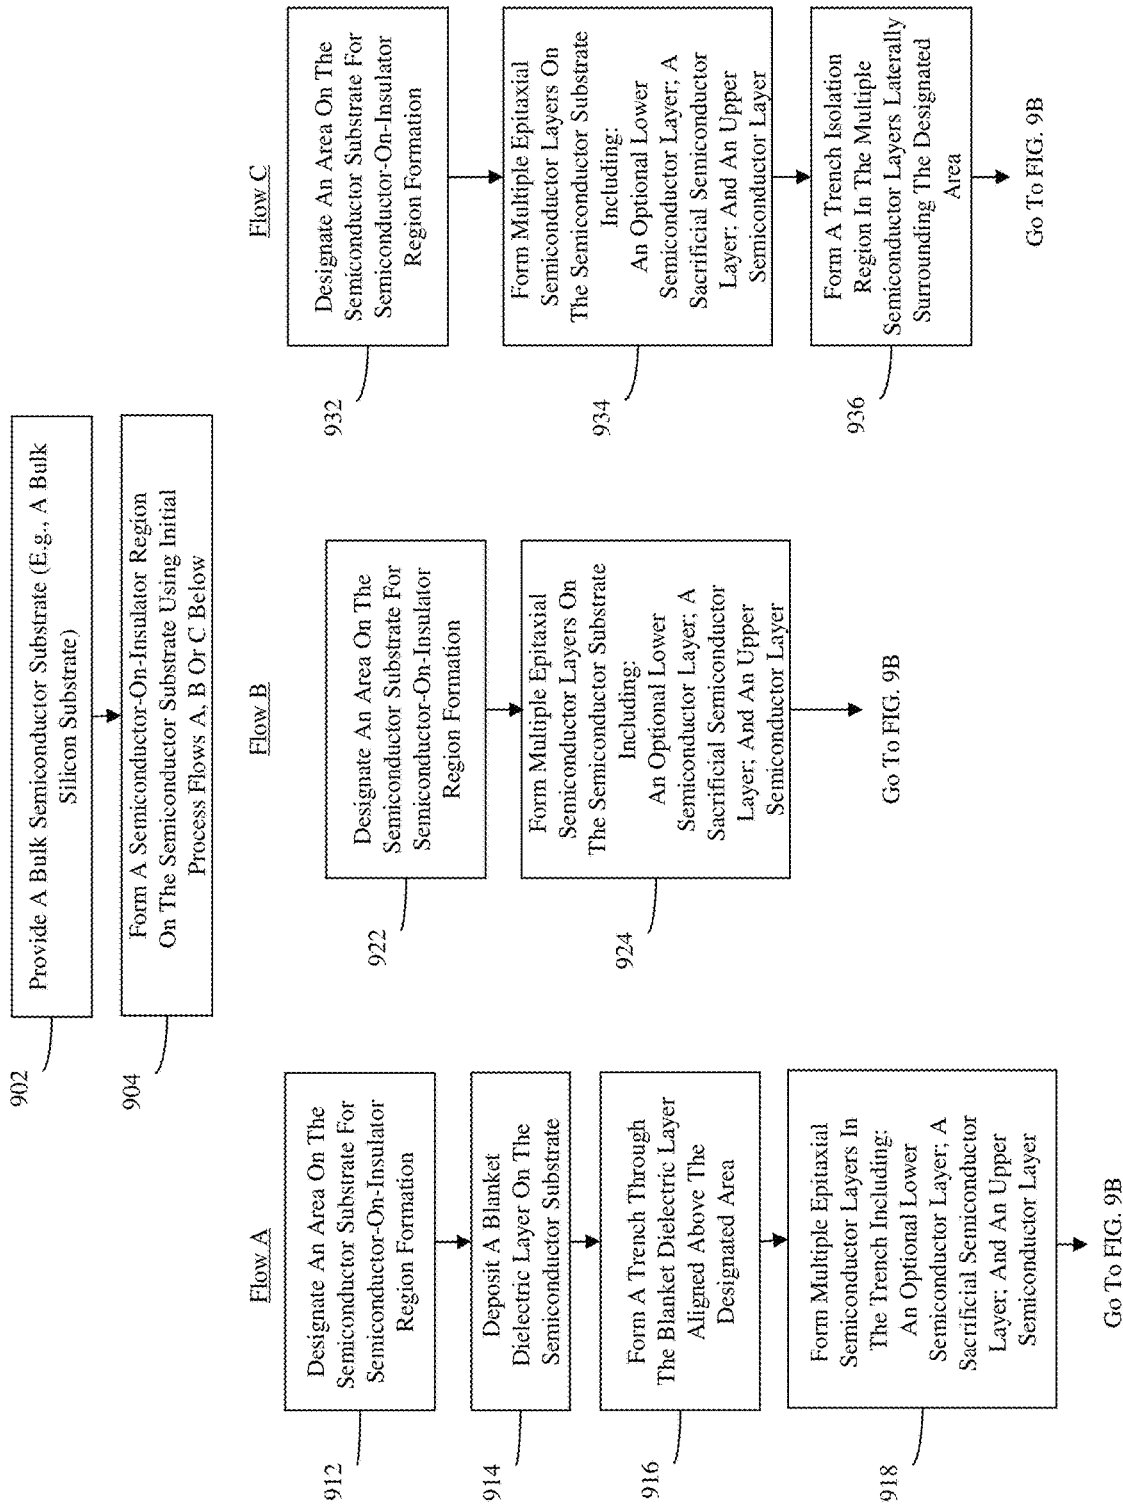 902
Provide A Bulk Semiconductor Substrate (E.g., A Bulk
Silicon Substrate)
904
Form A Semiconductor-On-Insulator Region
On The Semiconductor Substrate Using Initial
Process Flows A, B Or C Below
Flow A
912
Designate An Area On The
Semiconductor Substrate For
Semiconductor-On-Insulator
Region Formation
914
Deposit A Blanket
Dielectric Layer On The
Semiconductor Substrate
916
Form A Trench Through
The Blanket Dielectric Layer
Aligned Above The
Designated Area
918
Form Multiple Epitaxial
Semiconductor Layers In
The Trench Including:
An Optional Lower
Semiconductor Layer; A
Sacrificial Semiconductor
Layer; And An Upper
Semiconductor Layer
Go To FIG. 9B
Flow B
922
Designate An Area On The
Semiconductor Substrate For
Semiconductor-On-Insulator
Region Formation
924
Form Multiple Epitaxial
Semiconductor Layers On
The Semiconductor Substrate
Including:
An Optional Lower
Semiconductor Layer; A
Sacrificial Semiconductor
Layer; And An Upper
Semiconductor Layer
Go To FIG. 9B
Flow C
932
Designate An Area On The
Semiconductor Substrate For
Semiconductor-On-Insulator
Region Formation
934
Form Multiple Epitaxial
Semiconductor Layers On
The Semiconductor Substrate
Including:
An Optional Lower
Semiconductor Layer; A
Sacrificial Semiconductor
Layer; And An Upper
Semiconductor Layer
936
Form A Trench Isolation
Region In The Multiple
Semiconductor Layers Laterally
Surrounding The Designated
Area
Go To FIG. 9B